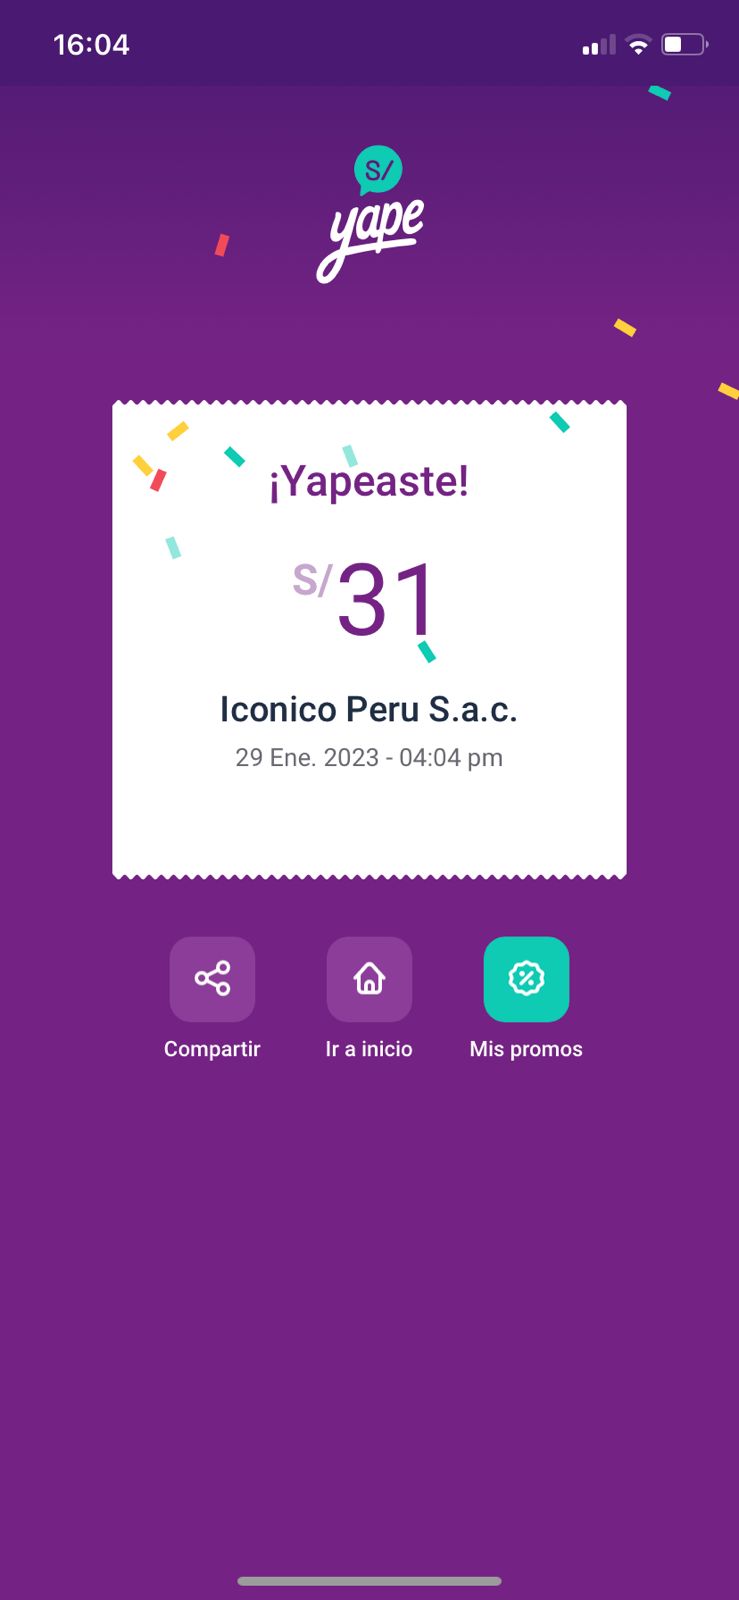 16:04
S/
yape
¡Yapeaste!
S/31
Iconico Peru S.a.c.
29 Ene. 2023 - 04:04 pm
Compartir
Ir a inicio
Mis promos